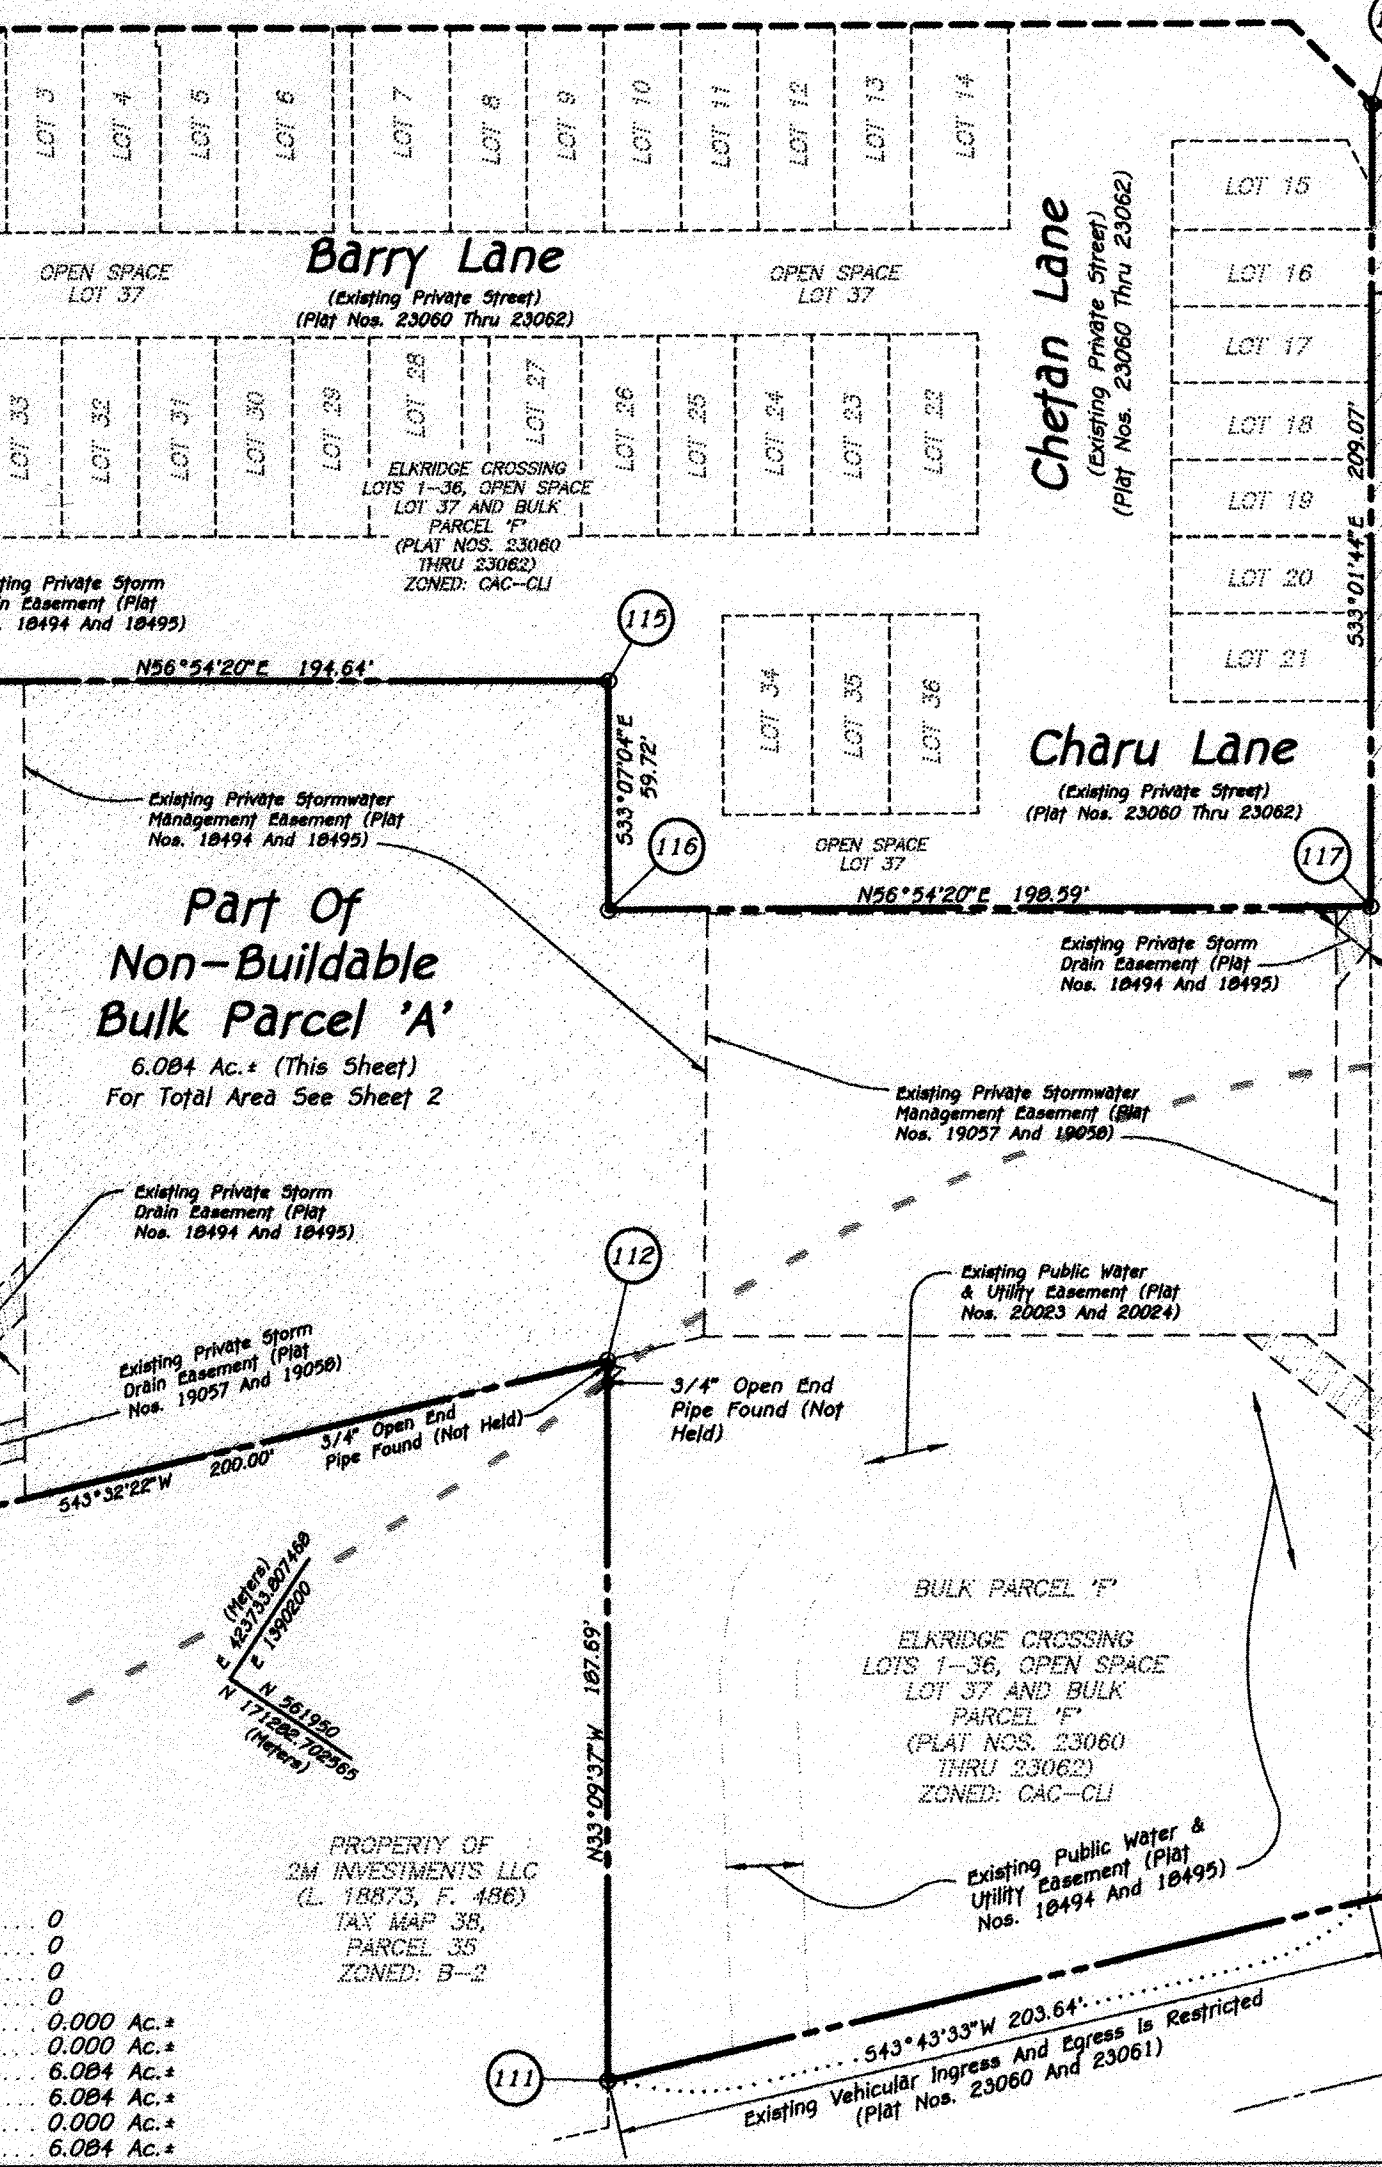 LOT 3
LOT 4
LOT 5
LOT 6
LOT 7
LOT 8
LOT 9
LOT 10
LOT 11
LOT 12
LOT 13
LOT 14
LOT 15
LOT 16
LOT 17
LOT 18
LOT 19
LOT 20
LOT 21
Barry Lane
(Existing Private Street)
(Plat Nos. 23060 Thru 23062)
OPEN SPACE
LOT 37
OPEN SPACE
LOT 37
Chetan Lane
(Existing Private Street)
(Plat Nos. 23060 Thru 23062)
S33°01'44"E 209.07'
LOT 33
LOT 32
LOT 31
LOT 30
LOT 29
LOT 28
LOT 27
LOT 26
LOT 25
LOT 24
LOT 23
LOT 22
ELKRIDGE CROSSING
LOTS 1-36, OPEN SPACE
LOT 37 AND BULK
PARCEL 'F'
(PLAT NOS. 23060
THRU 23062)
ZONED: CAC-CLI
ting Private Storm
n Easement (Plat
. 18494 And 18495)
115
N56°54'20"E 194.64'
S33°07'04"E
59.72'
LOT 34
LOT 35
LOT 36
Charu Lane
(Existing Private Street)
(Plat Nos. 23060 Thru 23062)
OPEN SPACE
LOT 37
116
117
N56°54'20"E 198.59'
Existing Private Stormwater
Management Easement (Plat
Nos. 18494 And 18495)
Existing Private Storm
Drain Easement (Plat
Nos. 18494 And 18495)
Part Of
Non-Buildable
Bulk Parcel 'A'
6.084 Ac.± (This Sheet)
For Total Area See Sheet 2
Existing Private Stormwater
Management Easement (Plat
Nos. 19057 And 19058)
Existing Private Storm
Drain Easement (Plat
Nos. 18494 And 18495)
112
Existing Public Water
& Utility Easement (Plat
Nos. 20023 And 20024)
Existing Private Storm
Drain Easement (Plat
Nos. 19057 And 19058)
3/4" Open End
Pipe Found (Not
Held)
3/4" Open End
Pipe Found (Not Held)
S43°32'22"W 200.00'
(Meters)
E 423733.807468
E 1390200
N 561950
N 171282.702565
(Meters)
N33°09'37"W 187.69'
BULK PARCEL 'F'
ELKRIDGE CROSSING
LOTS 1-36, OPEN SPACE
LOT 37 AND BULK
PARCEL 'F'
(PLAT NOS. 23060
THRU 23062)
ZONED: CAC-CLI
PROPERTY OF
2M INVESTMENTS LLC
(L. 18873, F. 486)
TAX MAP 38,
PARCEL 35
ZONED: B-2
Existing Public Water &
Utility Easement (Plat
Nos. 18494 And 18495)
... 0
... 0
... 0
... 0
... 0.000 Ac.±
... 0.000 Ac.±
... 6.084 Ac.±
... 6.084 Ac.±
... 0.000 Ac.±
... 6.084 Ac.±
111
S43°43'33"W 203.64'
Existing Vehicular Ingress And Egress Is Restricted
(Plat Nos. 23060 And 23061)